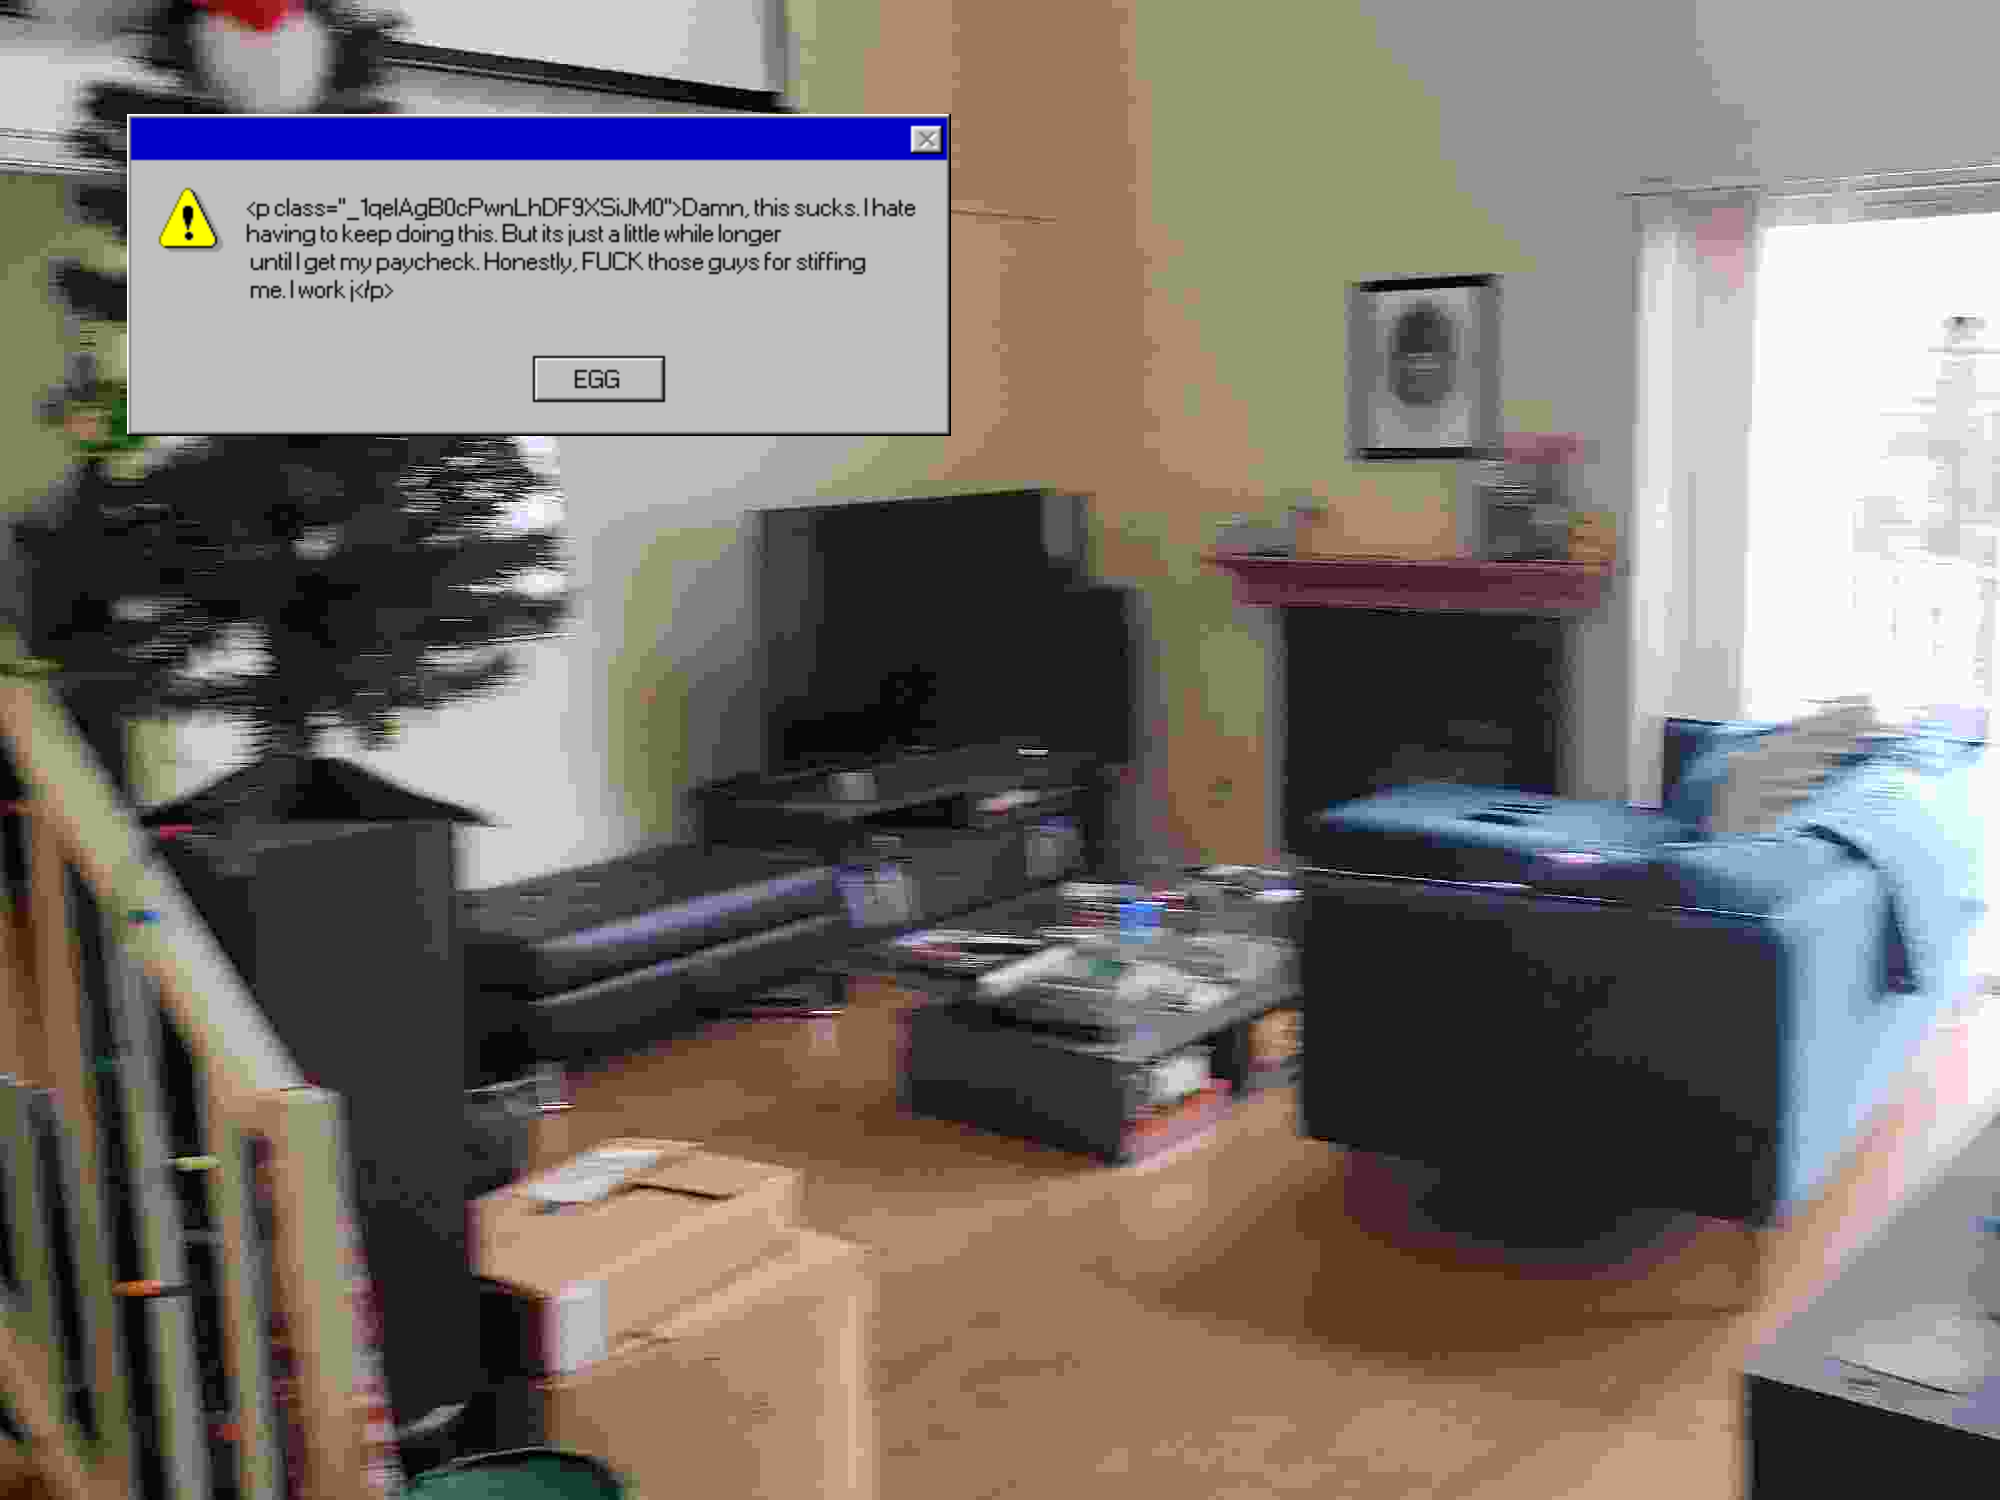 <p class="_1qeIAgB0cPwnLhDF9XSiJM0">Damn, this sucks. I hate
having to keep doing this. But its just a little while longer
until I get my paycheck. Honestly, FUCK those guys for stiffing
me. I work j</p>
EGG